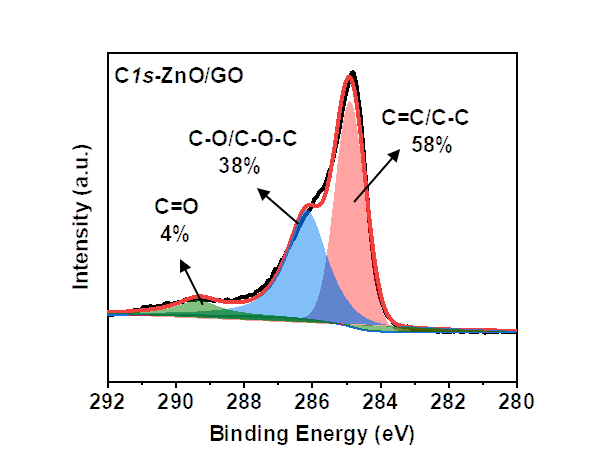 C1s-ZnO/GO
C=C/C-C
58%
C-O/C-O-C
38%
C=O
4%
Intensity (a.u.)
292 290 288 286 284 282 280
Binding Energy (eV)